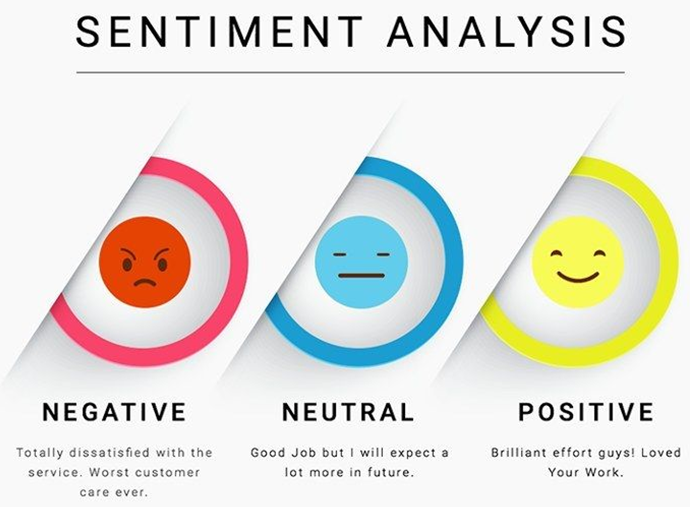 SENTIMENT ANALYSIS
NEGATIVE
Totally dissatisfied with the
service. Worst customer
care ever.
NEUTRAL
Good Job but I will expect a
lot more in future.
POSITIVE
Brilliant effort guys! Loved
Your Work.